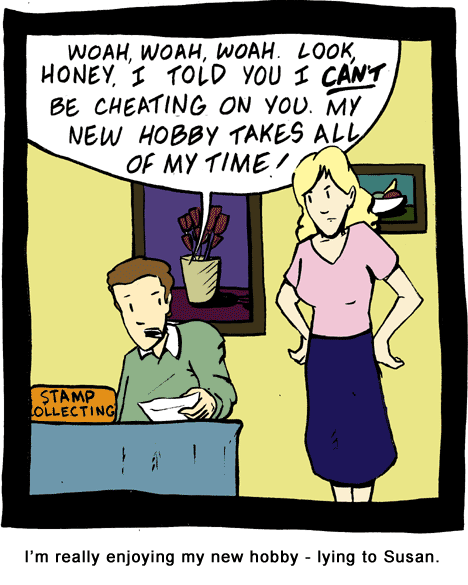 WOAH, WOAH, WOAH. LOOK,
HONEY, I TOLD YOU I CAN'T
BE CHEATING ON YOU. MY
NEW HOBBY TAKES ALL
OF MY TIME!
STAMP
COLLECTING
I'm really enjoying my new hobby - lying to Susan.